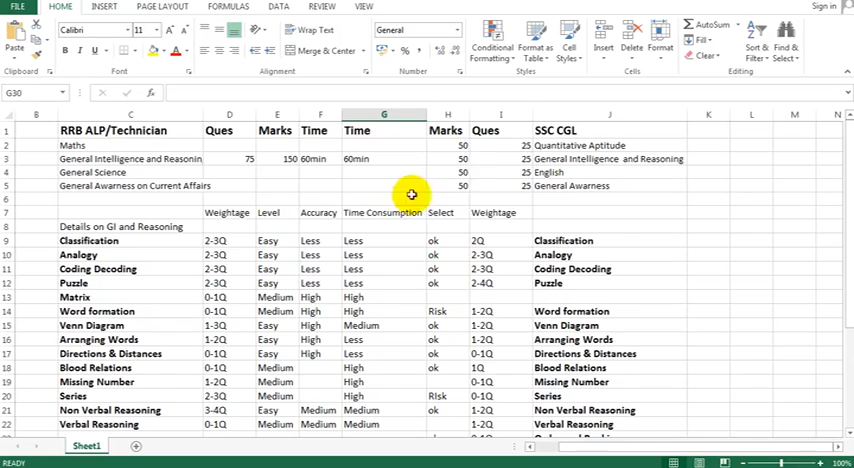 FILE HOME INSERT PAGE LAYOUT FORMULAS DATA REVIEW VIEW Sign in
Calibri 11 A A Wrap Text General AutoSum
Paste B I U Merge & Center % Conditional Formatting Format as Table Cell Styles Insert Delete Format Fill Clear Sort & Filter Find & Select
Clipboard Font Alignment Number Styles Cells Editing
G30 fx
B C D E F G H I J K L M N
1 RRB ALP/Technician Ques Marks Time Time Marks Ques SSC CGL
2 Maths 50 25 Quantitative Aptitude
3 General Intelligence and Reasonin 75 150 60min 60min 50 25 General Intelligence and Reasoning
4 General Science 50 25 English
5 General Awarness on Current Affairs 50 25 General Awarness
6
7 Weightage Level Accuracy Time Consumption Select Weightage
8 Details on GI and Reasoning
9 Classification 2-3Q Easy Less Less ok 2Q Classification
10 Analogy 2-3Q Easy Less Less ok 2-3Q Analogy
11 Coding Decoding 2-3Q Easy Less Less ok 2-3Q Coding Decoding
12 Puzzle 2-3Q Easy Less Less ok 2-4Q Puzzle
13 Matrix 0-1Q Medium High High
14 Word formation 0-1Q Medium High High Risk 1-2Q Word formation
15 Venn Diagram 1-3Q Easy High Medium ok 1-2Q Venn Diagram
16 Arranging Words 1-2Q Easy High Less ok 1-2Q Arranging Words
17 Directions & Distances 0-1Q Easy High Less ok 0-1Q Directions & Distances
18 Blood Relations 0-1Q Medium High ok 1Q Blood Relations
19 Missing Number 1-2Q Medium High 0-1Q Missing Number
20 Series 2-3Q Medium High RIsk 0-1Q Series
21 Non Verbal Reasoning 3-4Q Easy Medium Medium ok 1-2Q Non Verbal Reasoning
22 Verbal Reasoning 0-1Q Medium Medium Medium 1-2Q Verbal Reasoning
Sheet1
READY 100%